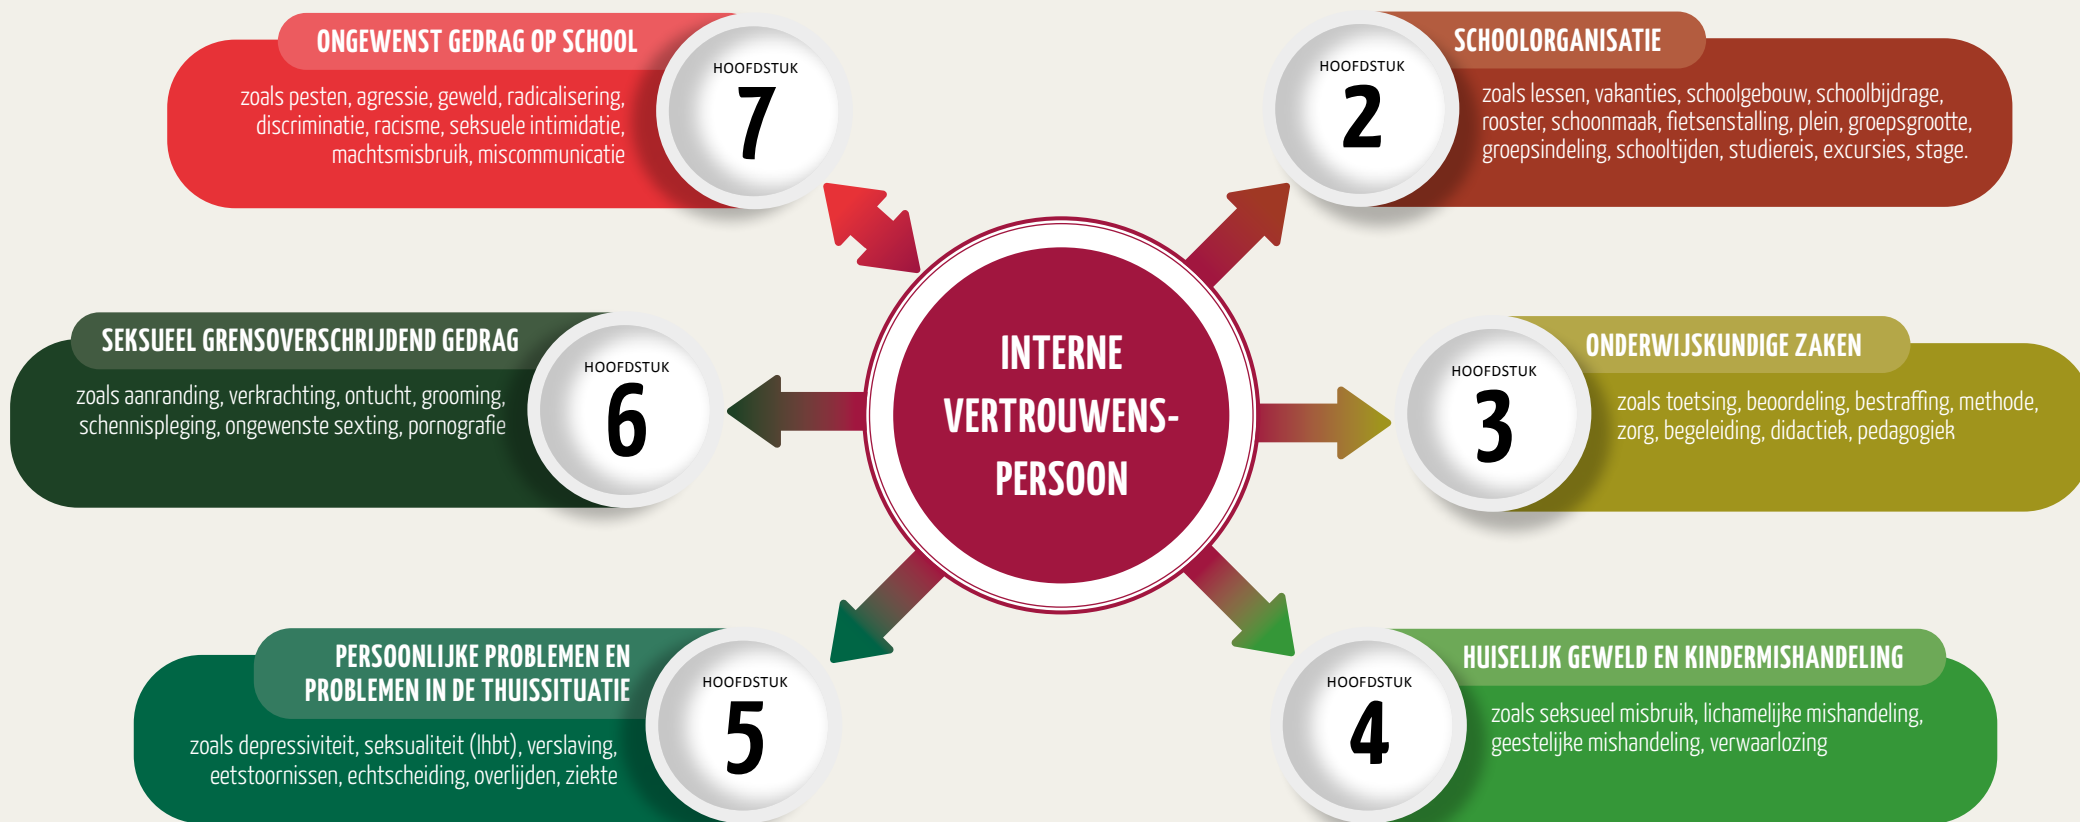 ONGEWENST GEDRAG OP SCHOOL
zoals pesten, agressie, geweld, radicalisering,
discriminatie, racisme, seksuele intimidatie,
machtsmisbruik, miscommunicatie
HOOFDSTUK
7
HOOFDSTUK
2
SCHOOLORGANISATIE
zoals lessen, vakanties, schoolgebouw, schoolbijdrage,
rooster, schoonmaak, fietsenstalling, plein, groepsgrootte,
groepsindeling, schooltijden, studiereis, excursies, stage.
SEKSUEEL GRENSOVERSCHRIJDEND GEDRAG
zoals aanranding, verkrachting, ontucht, grooming,
schennispleging, ongewenste sexting, pornografie
HOOFDSTUK
6
INTERNE
VERTROUWENS-
PERSOON
HOOFDSTUK
3
ONDERWIJSKUNDIGE ZAKEN
zoals toetsing, beoordeling, bestraffing, methode,
zorg, begeleiding, didactiek, pedagogiek
PERSOONLIJKE PROBLEMEN EN
PROBLEMEN IN DE THUISSITUATIE
zoals depressiviteit, seksualiteit (lhbt), verslaving,
eetstoornissen, echtscheiding, overlijden, ziekte
HOOFDSTUK
5
HOOFDSTUK
4
HUISELIJK GEWELD EN KINDERMISHANDELING
zoals seksueel misbruik, lichamelijke mishandeling,
geestelijke mishandeling, verwaarlozing